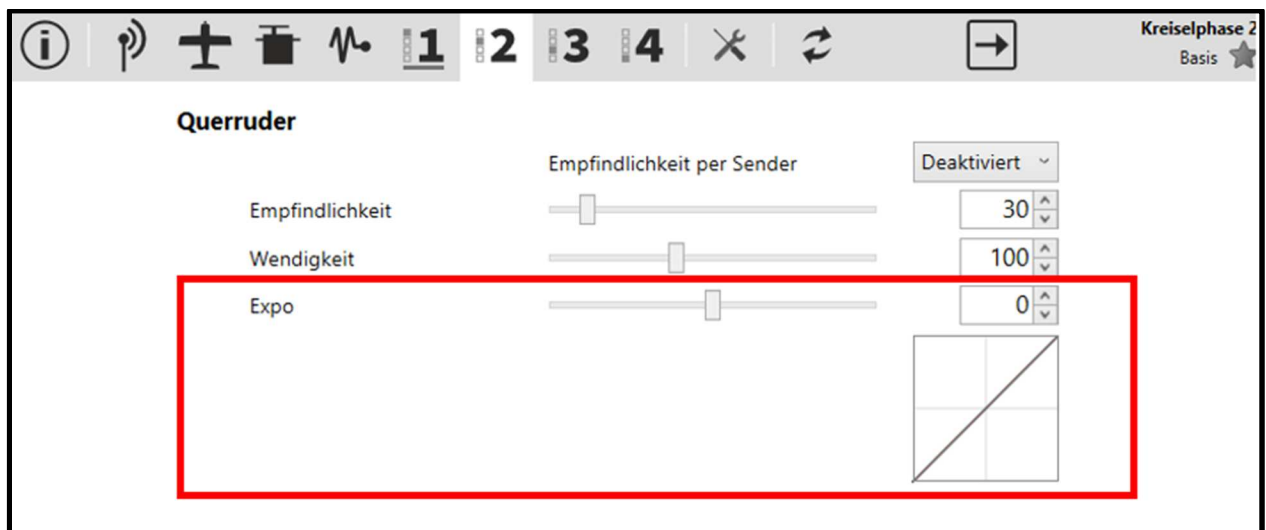 i 1 2 3 4 Kreiselphase 2
Basis
Querruder
Empfindlichkeit per Sender Deaktiviert
Empfindlichkeit 30
Wendigkeit 100
Expo 0